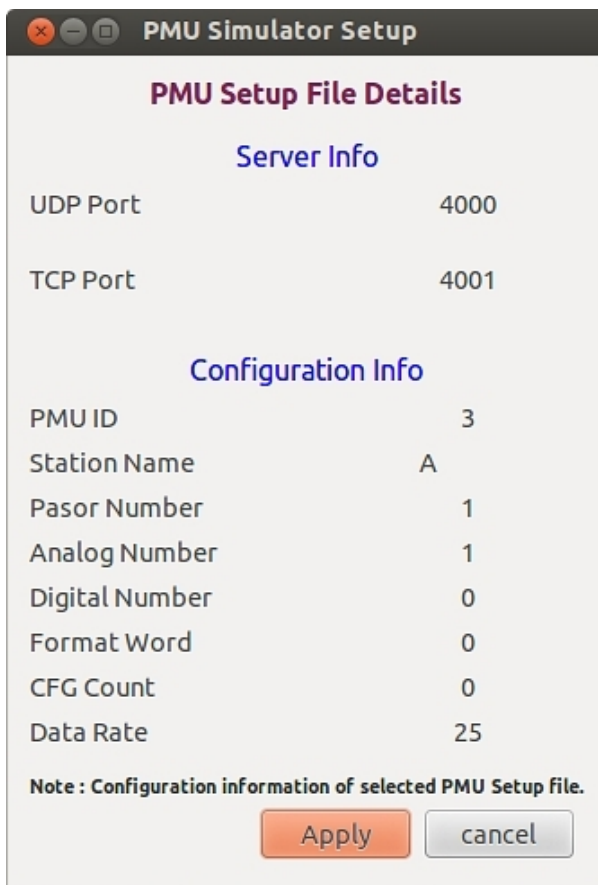 PMU Simulator Setup
PMU Setup File Details
Server Info
UDP Port 4000
TCP Port 4001
Configuration Info
PMU ID 3
Station Name A
Pasor Number 1
Analog Number 1
Digital Number 0
Format Word 0
CFG Count 0
Data Rate 25
Note : Configuration information of selected PMU Setup file.
Apply cancel